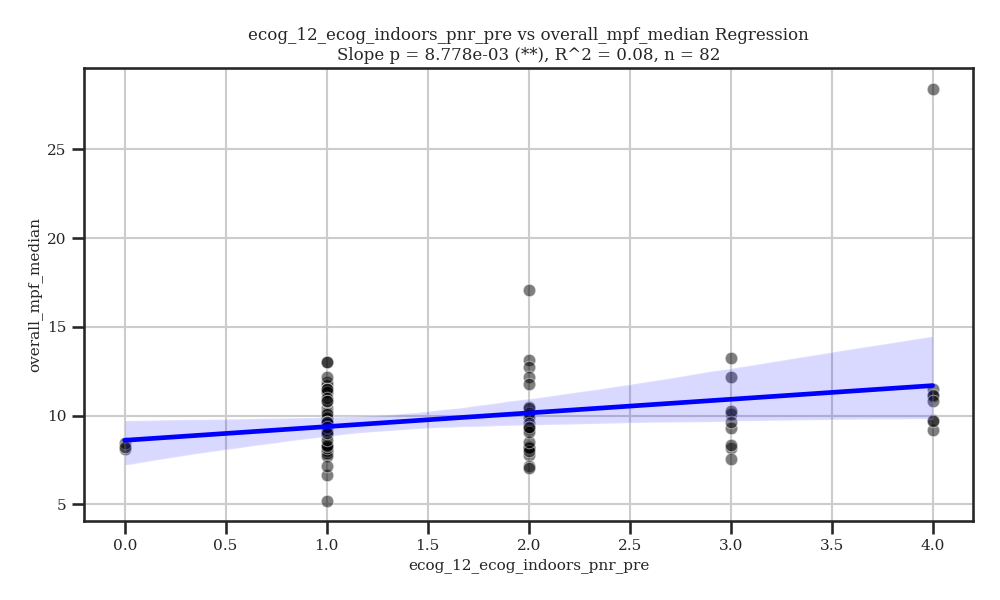 ecog_12_ecog_indoors_pnr_pre vs overall_mpf_median Regression
Slope p = 8.778e-03 (**), R^2 = 0.08, n = 82
overall_mpf_median
25
20
15
10
5
0.0 0.5 1.0 1.5 2.0 2.5 3.0 3.5 4.0
ecog_12_ecog_indoors_pnr_pre